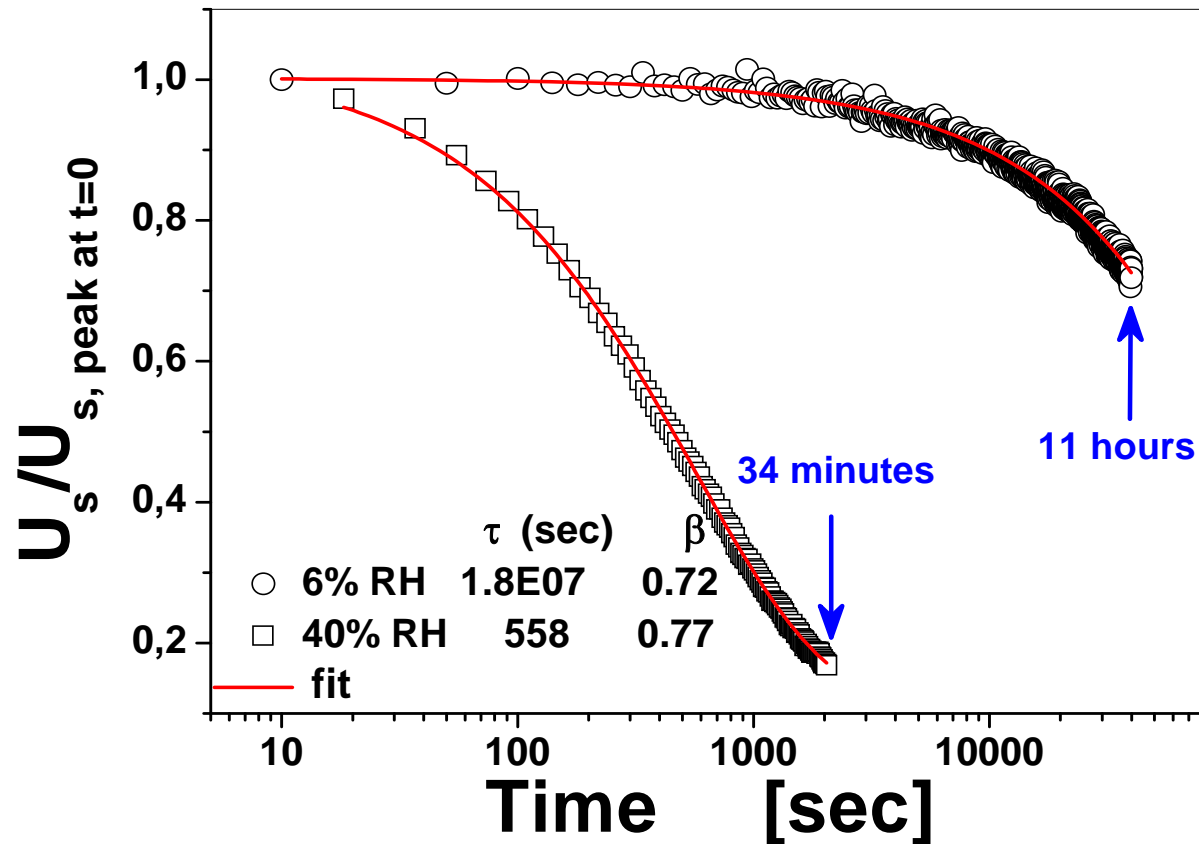 U_s/U_s, peak at t=0
1,0
0,8
0,6
0,4
0,2
10
100
1000
10000
Time [sec]
11 hours
34 minutes
τ (sec) β
6% RH 1.8E07 0.72
40% RH 558 0.77
fit